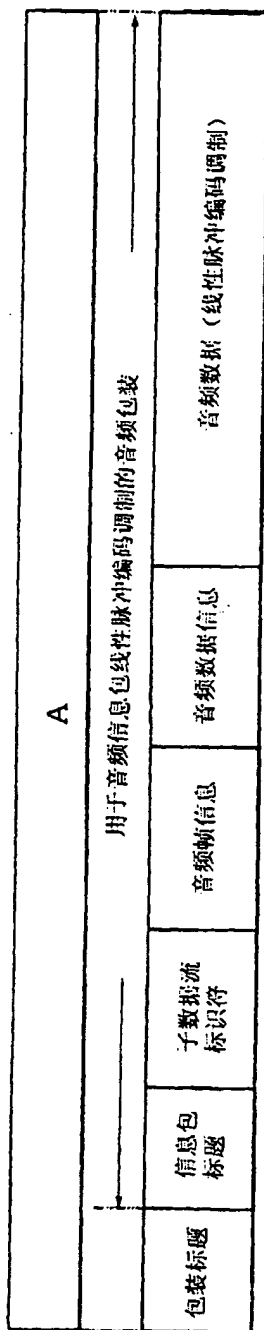 A
用于音频信息包线性脉冲编码调制的音频包装
包装标题
信息包
标题
子数据流
标识符
音频帧信息
音频数据信息
音频数据（线性脉冲编码调制）